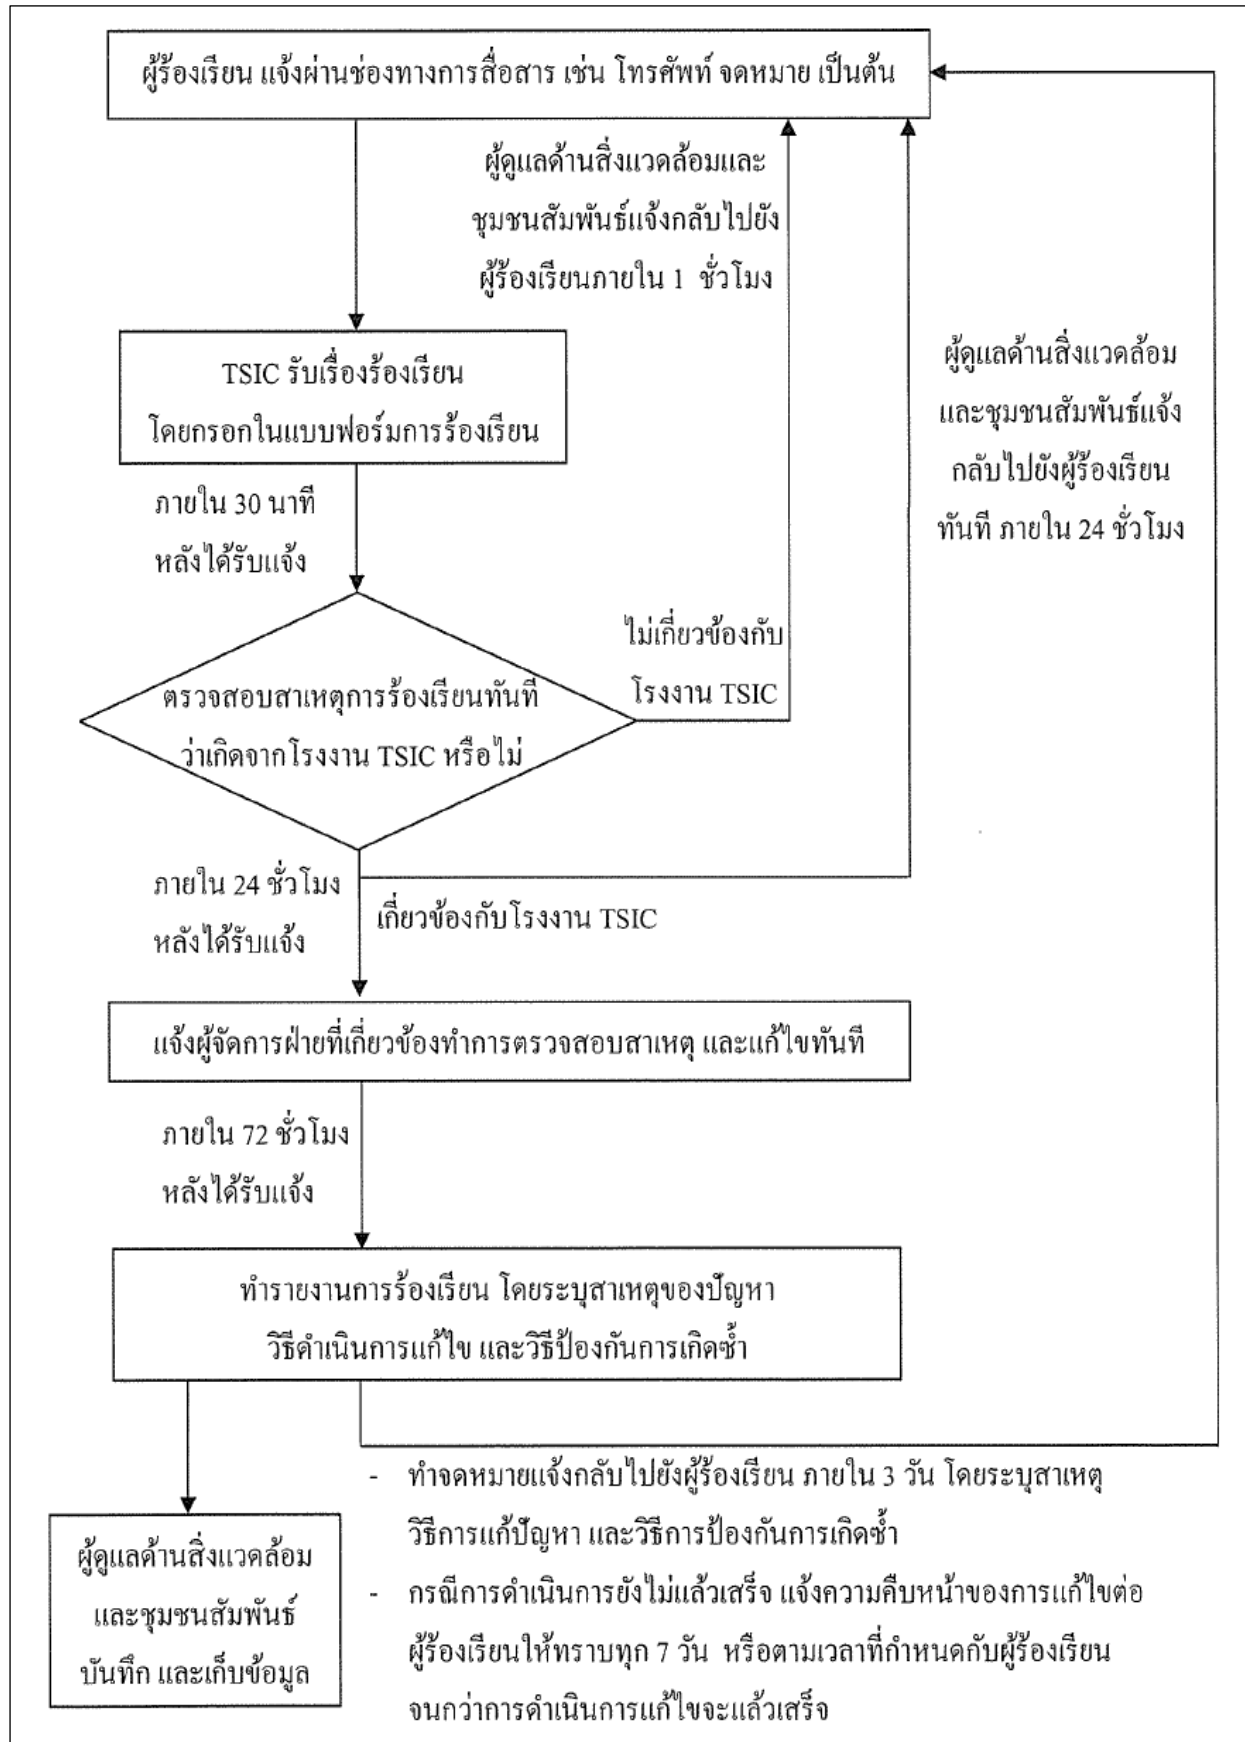 ผู้ร้องเรียน แจ้งผ่านช่องทางการสื่อสาร เช่น โทรศัพท์ จดหมาย เป็นต้น
ผู้ดูแลด้านสิ่งแวดล้อมและ
ชุมชนสัมพันธ์แจ้งกลับไปยัง
ผู้ร้องเรียนภายใน 1 ชั่วโมง
TSIC รับเรื่องร้องเรียน
โดยกรอกในแบบฟอร์มการร้องเรียน
ผู้ดูแลด้านสิ่งแวดล้อม
และชุมชนสัมพันธ์แจ้ง
กลับไปยังผู้ร้องเรียน
ทันที ภายใน 24 ชั่วโมง
ภายใน 30 นาที
หลังได้รับแจ้ง
ไม่เกี่ยวข้องกับ
โรงงาน TSIC
ตรวจสอบสาเหตุการร้องเรียนทันที
ว่าเกิดจากโรงงาน TSIC หรือไม่
ภายใน 24 ชั่วโมง
หลังได้รับแจ้ง
เกี่ยวข้องกับโรงงาน TSIC
แจ้งผู้จัดการฝ่ายที่เกี่ยวข้องทำการตรวจสอบสาเหตุ และแก้ไขทันที
ภายใน 72 ชั่วโมง
หลังได้รับแจ้ง
ทำรายงานการร้องเรียน โดยระบุสาเหตุของปัญหา
วิธีดำเนินการแก้ไข และวิธีป้องกันการเกิดซ้ำ
- ทำจดหมายแจ้งกลับไปยังผู้ร้องเรียน ภายใน 3 วัน โดยระบุสาเหตุ
วิธีการแก้ปัญหา และวิธีการป้องกันการเกิดซ้ำ
- กรณีการดำเนินการยังไม่แล้วเสร็จ แจ้งความคืบหน้าของการแก้ไขต่อ
ผู้ร้องเรียนให้ทราบทุก 7 วัน หรือตามเวลาที่กำหนดกับผู้ร้องเรียน
จนกว่าการดำเนินการแก้ไขจะแล้วเสร็จ
ผู้ดูแลด้านสิ่งแวดล้อม
และชุมชนสัมพันธ์
บันทึก และเก็บข้อมูล